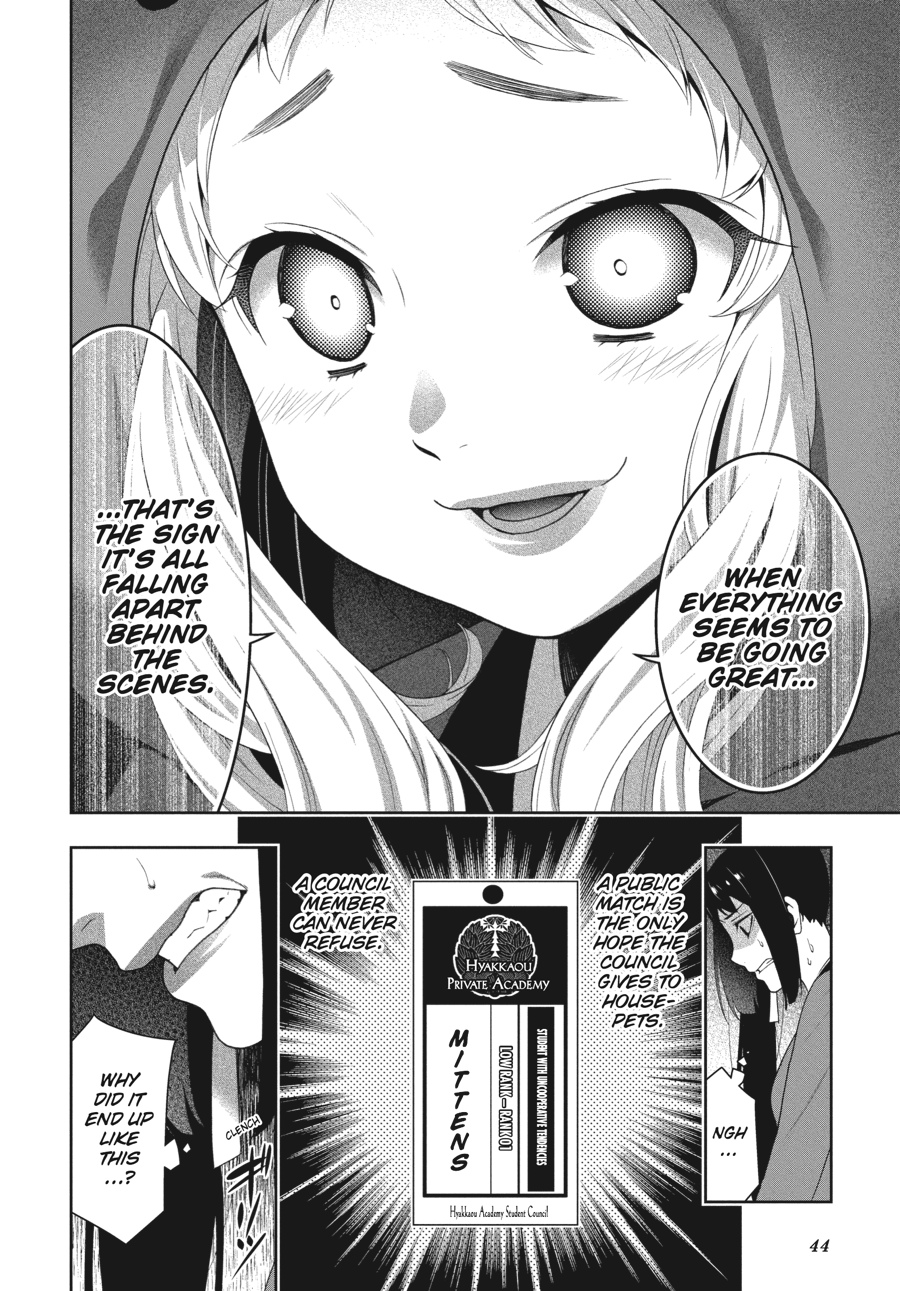 WHEN
EVERYTHING
SEEMS TO
BE GOING
GREAT...
...THAT'S
THE SIGN
IT'S ALL
FALLING
APART
BEHIND
THE
SCENES.
NGH
...
A PUBLIC
MATCH IS
THE ONLY
HOPE THE
COUNCIL
GIVES TO
HOUSE-
PETS.
A COUNCIL
MEMBER
CAN NEVER
REFUSE.
HYAKKAOU
PRIVATE ACADEMY
STUDENT WITH UNCOOPERATIVE TENDENCIES
LOW RANK – RANK 01
MITTENS
Hyakkaou Academy Student Council
CLENCH
ギリ!!
WHY
DID IT
END UP
LIKE
THIS
...?
44